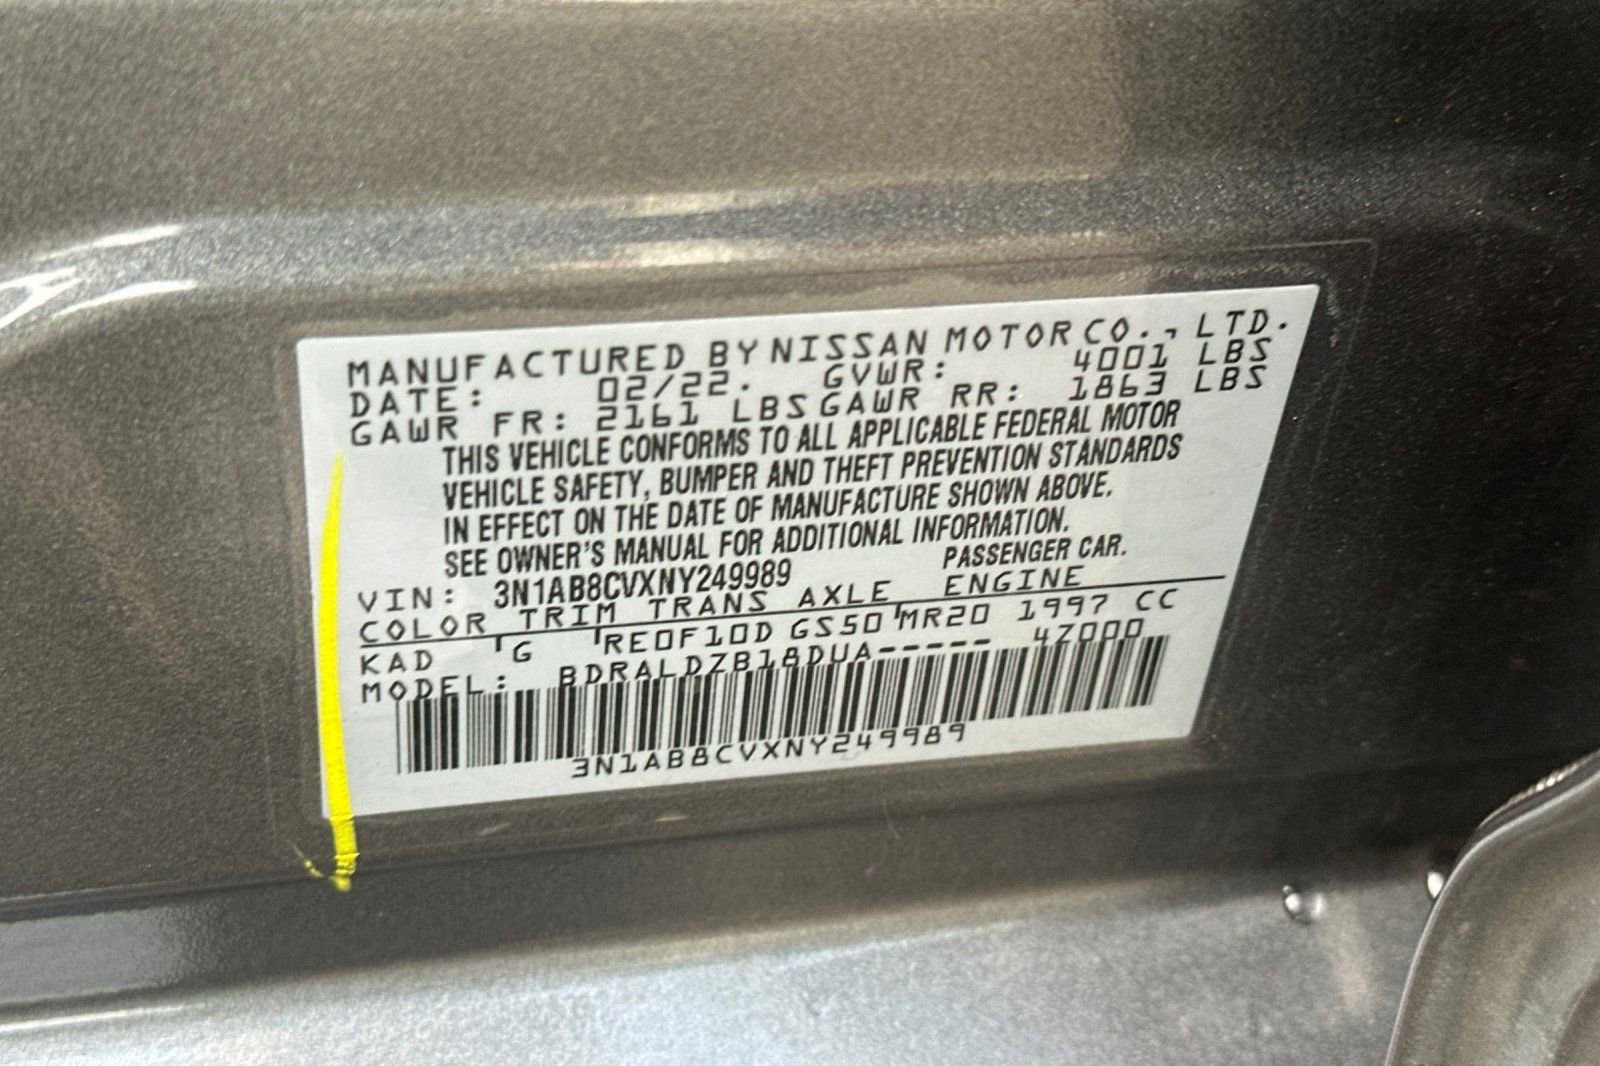 MANUFACTURED BY NISSAN MOTOR CO., LTD.
DATE: 02/22. GVWR: 4001 LBS
GAWR FR: 2161 LBS GAWR RR: 1863 LBS
THIS VEHICLE CONFORMS TO ALL APPLICABLE FEDERAL MOTOR
VEHICLE SAFETY, BUMPER AND THEFT PREVENTION STANDARDS
IN EFFECT ON THE DATE OF MANUFACTURE SHOWN ABOVE.
SEE OWNER'S MANUAL FOR ADDITIONAL INFORMATION.
VIN: 3N1AB8CVXNY249989 PASSENGER CAR.
COLOR TRIM TRANS AXLE ENGINE
KAD G RE0F10D GS50 MR20 1997 CC
MODEL: BDRALDZB18DUA----- 47000
3N1AB8CVXNY249989